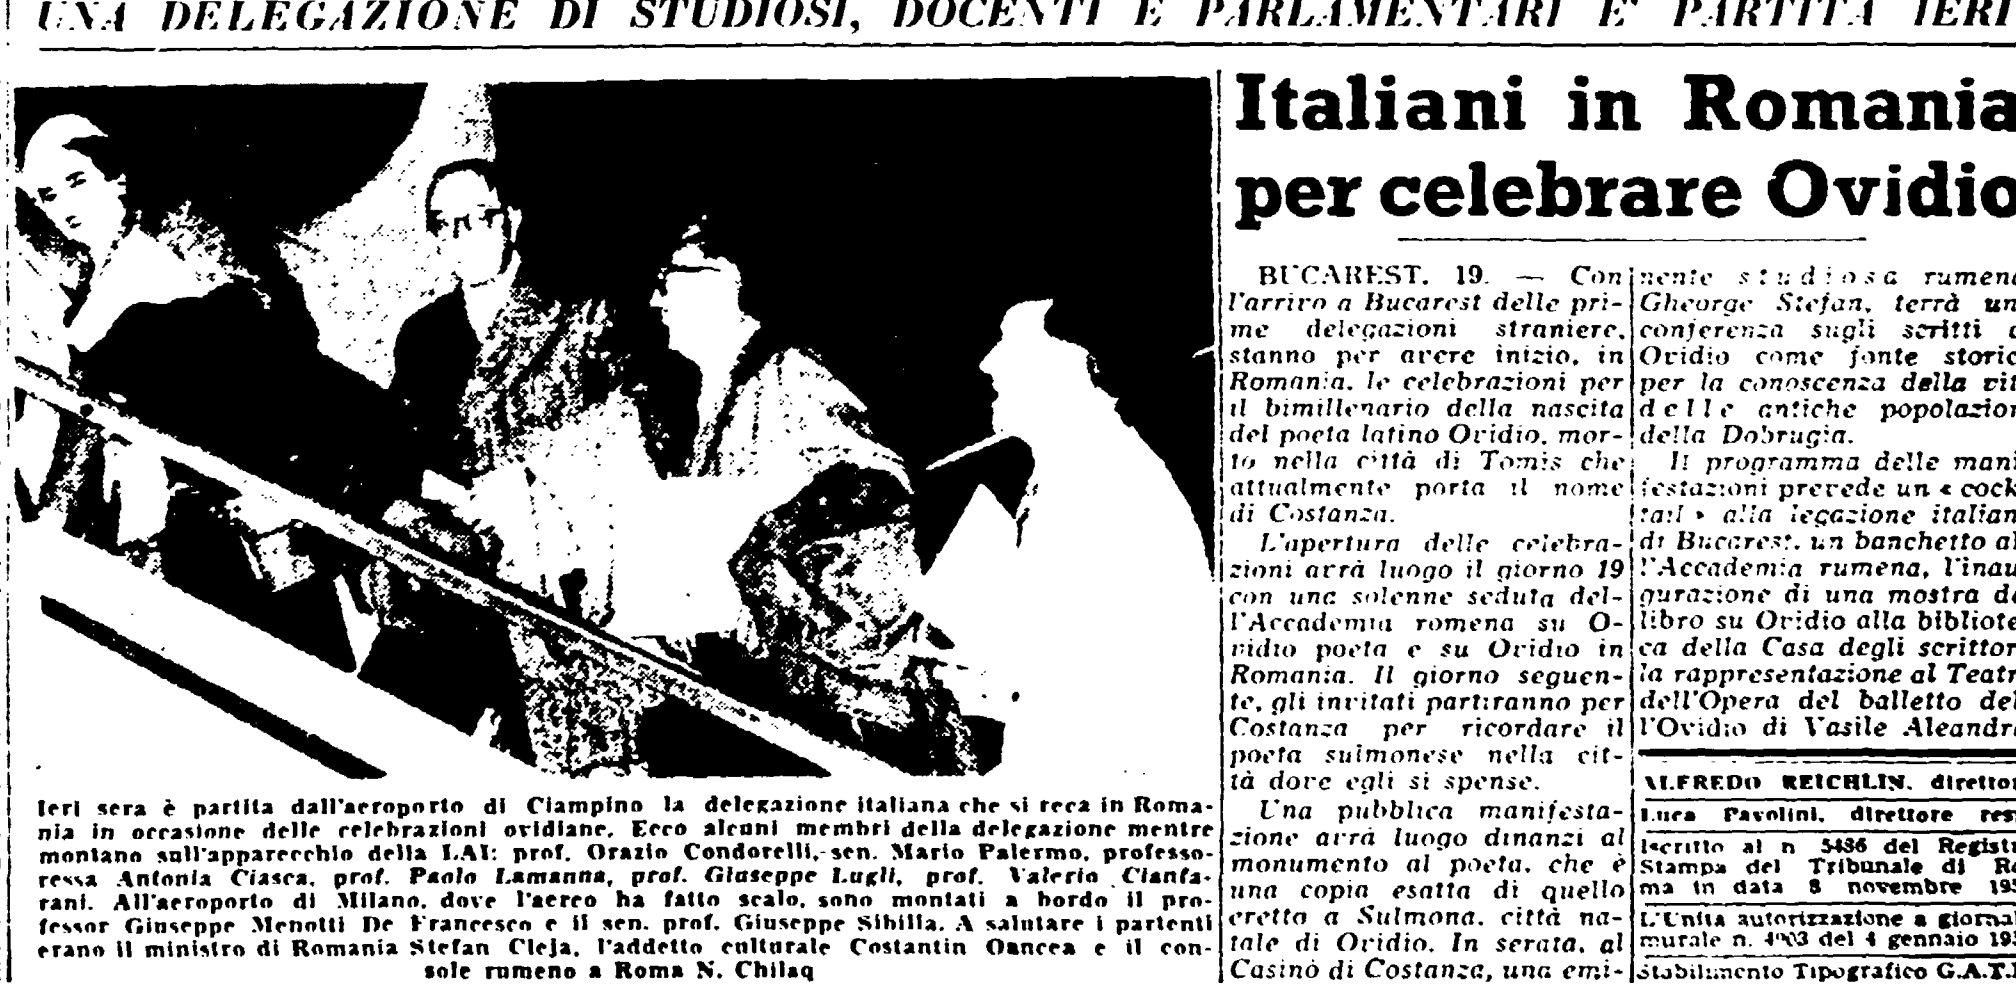 UNA DELEGAZIONE DI STUDIOSI, DOCENTI E PARLAMENTARI E' PARTITA IERI
Italiani in Romania
per celebrare Ovidio
BUCAREST, 19. — Con
l'arrivo a Bucarest delle pri-
me delegazioni straniere,
stanno per avere inizio, in
Romania, le celebrazioni per
il bimillenario della nascita
del poeta latino Ovidio, mor-
to nella città di Tomis che
attualmente porta il nome
di Costanza.
L'apertura delle celebra-
zioni avrà luogo il giorno 19
con una solenne seduta del-
l'Accademia romena su O-
vidio poeta e su Ovidio in
Romania. Il giorno seguen-
te, gli invitati partiranno per
Costanza per ricordare il
poeta sulmonese nella cit-
tà dove egli si spense.
Una pubblica manifesta-
zione avrà luogo dinanzi al
monumento al poeta, che è
una copia esatta di quello
eretto a Sulmona, città na-
tale di Ovidio. In serata, al
Casinò di Costanza, una emi-
nente studiosa rumena
Gheorge Stefan, terrà un
conferenza sugli scritti
Ovidio come fonte storic
per la conoscenza della vit
delle antiche popolazion
della Dobrugia.
Il programma delle mani
festazioni prevede un « cock
tail » alla legazione italian
di Bucarest, un banchetto al
l'Accademia rumena, l'inau
gurazione di una mostra de
libro su Ovidio alla bibliote
ca della Casa degli scrittor
la rappresentazione al Teatr
dell'Opera del balletto del
l'Ovidio di Vasile Aleandri
ALFREDO REICHLIN, direttor
Luca Pavolini, direttore res
Iscritto al n 5486 del Registr
Stampa del Tribunale di Ro
ma in data 8 novembre 195
L'Unità autorizzazione a giornal
murale n. 4903 del 4 gennaio 195
Stabilimento Tipografico G.A.T.
Ieri sera è partita dall'aeroporto di Ciampino la delegazione italiana che si reca in Roma-
nia in occasione delle celebrazioni ovidiane. Ecco alcuni membri della delegazione mentre
montano sull'apparecchio della LAI: prof. Orazio Condorelli, sen. Mario Palermo, professo-
ressa Antonia Ciasca, prof. Paolo Lamanna, prof. Giuseppe Lugli, prof. Valerio Cianfa-
rani. All'aeroporto di Milano, dove l'aereo ha fatto scalo, sono montati a bordo il pro-
fessor Giuseppe Menotti De Francesco e il sen. prof. Giuseppe Sibilla. A salutare i partenti
erano il ministro di Romania Stefan Cleja, l'addetto culturale Costantin Oancea e il con-
sole rumeno a Roma N. Chilaq